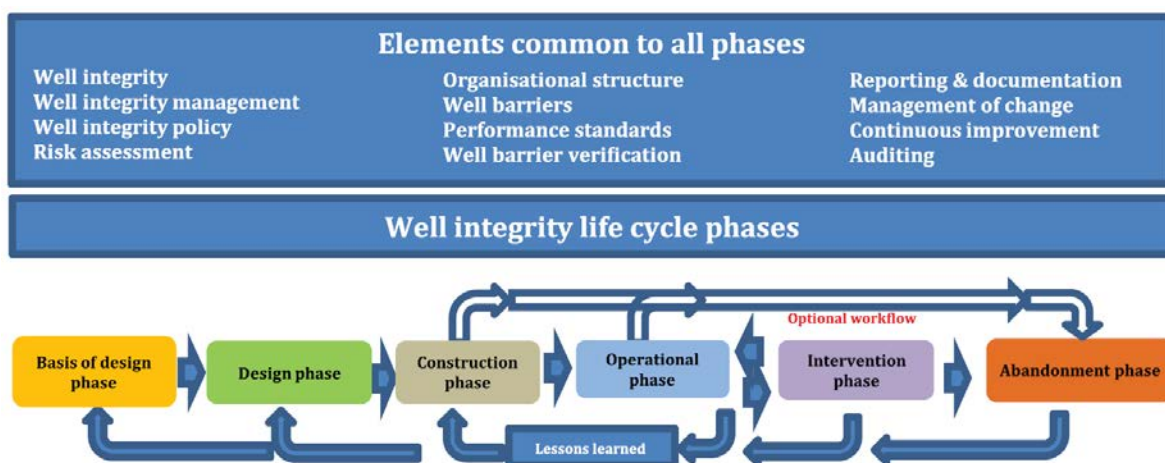 Elements common to all phases
Well integrity
Well integrity management
Well integrity policy
Risk assessment
Organisational structure
Well barriers
Performance standards
Well barrier verification
Reporting & documentation
Management of change
Continuous improvement
Auditing
Well integrity life cycle phases
Optional workflow
Basis of design
phase
Design phase
Construction
phase
Operational
phase
Intervention
phase
Abandonment phase
Lessons learned